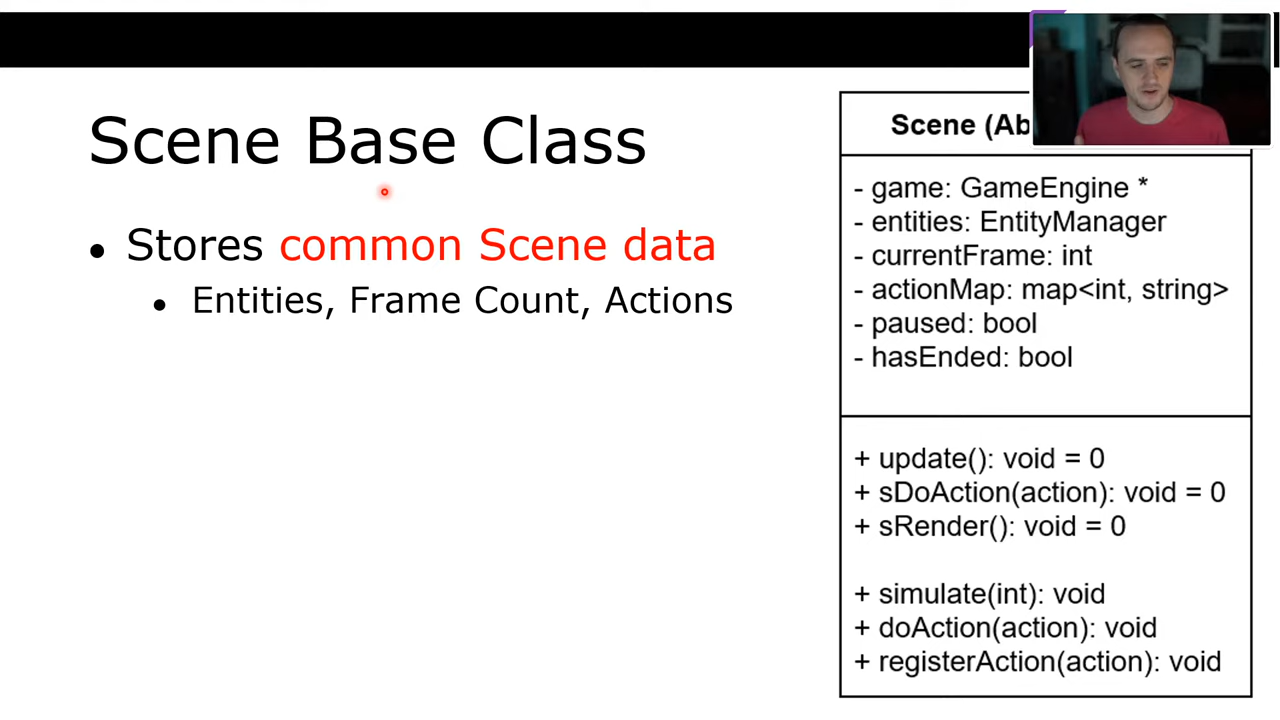 Scene Base Class
● Stores common Scene data
● Entities, Frame Count, Actions
Scene (Ab
- game: GameEngine *
- entities: EntityManager
- currentFrame: int
- actionMap: map<int, string>
- paused: bool
- hasEnded: bool
+ update(): void = 0
+ sDoAction(action): void = 0
+ sRender(): void = 0
+ simulate(int): void
+ doAction(action): void
+ registerAction(action): void